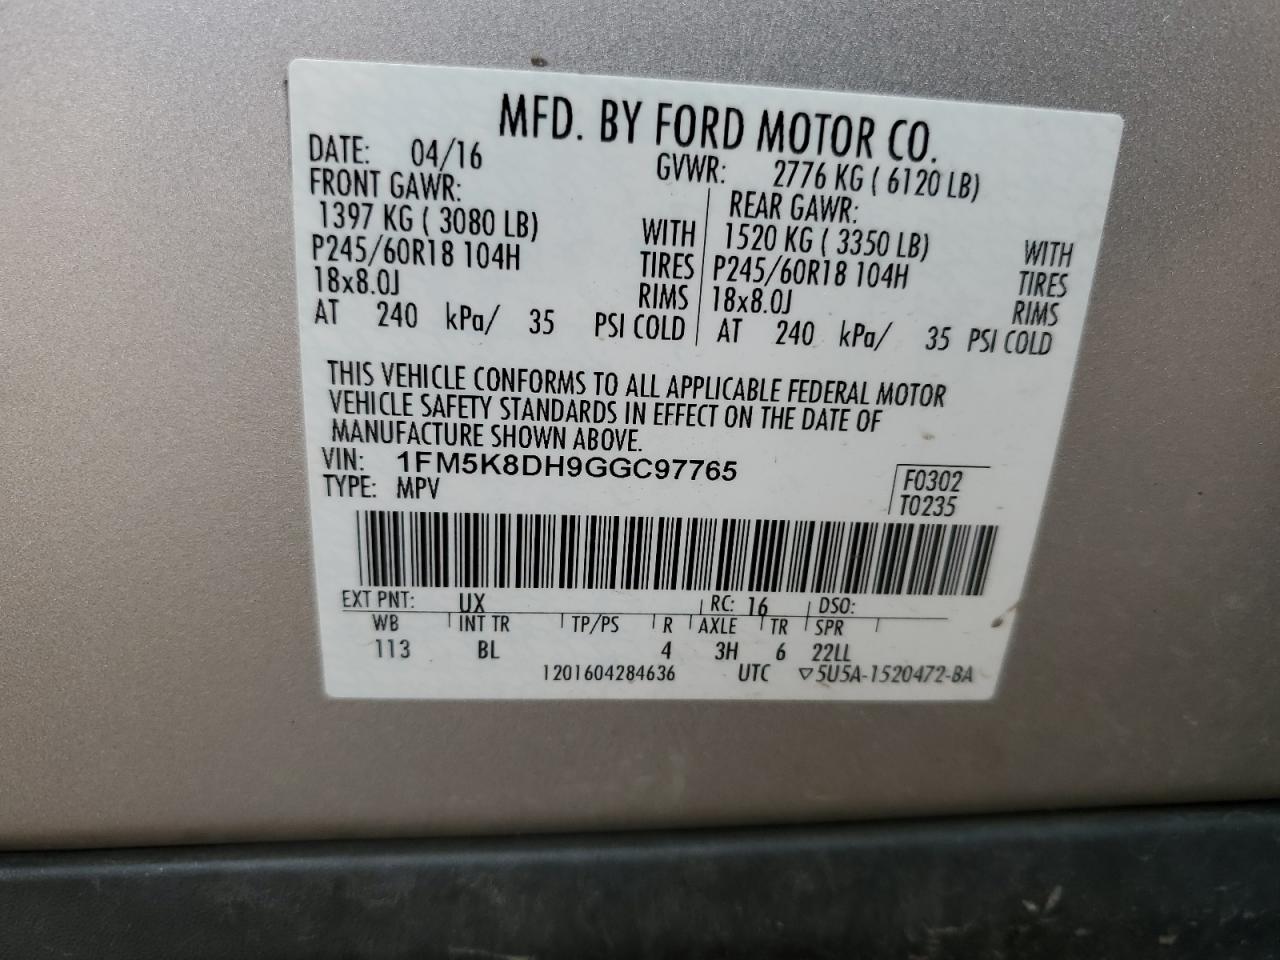 MFD. BY FORD MOTOR CO.
DATE: 04/16 GVWR: 2776 KG ( 6120 LB)
FRONT GAWR: REAR GAWR:
1397 KG ( 3080 LB) WITH 1520 KG ( 3350 LB) WITH
P245/60R18 104H TIRES P245/60R18 104H TIRES
18x8.0J RIMS 18x8.0J RIMS
AT 240 kPa/ 35 PSI COLD AT 240 kPa/ 35 PSI COLD
THIS VEHICLE CONFORMS TO ALL APPLICABLE FEDERAL MOTOR
VEHICLE SAFETY STANDARDS IN EFFECT ON THE DATE OF
MANUFACTURE SHOWN ABOVE.
VIN: 1FM5K8DH9GGC97765 F0302
TYPE: MPV T0235
EXT PNT: UX RC: 16 DSO:
WB INT TR TP/PS R AXLE TR SPR
113 BL 4 3H 6 22LL
1201604284636 UTC ▽5U5A-1520472-BA